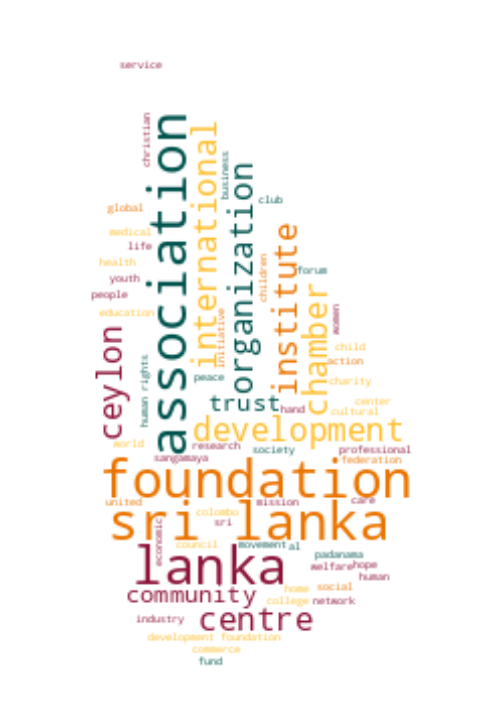 service
christian
association
international
business
organization
club
global
medical
life
health
youth
people
education
institute
forum
children
initiative
chamber
women
ceylon
human rights
peace
child
action
charity
trust
hand
center
cultural
development
world
research
sangamaya
society
professional
federation
foundation
united
mission
care
sri lanka
colombo
sri
economic
council
movement
al
padanama
lanka
welfare
hope
human
community
home
social
college
network
industry
centre
development foundation
commerce
fund